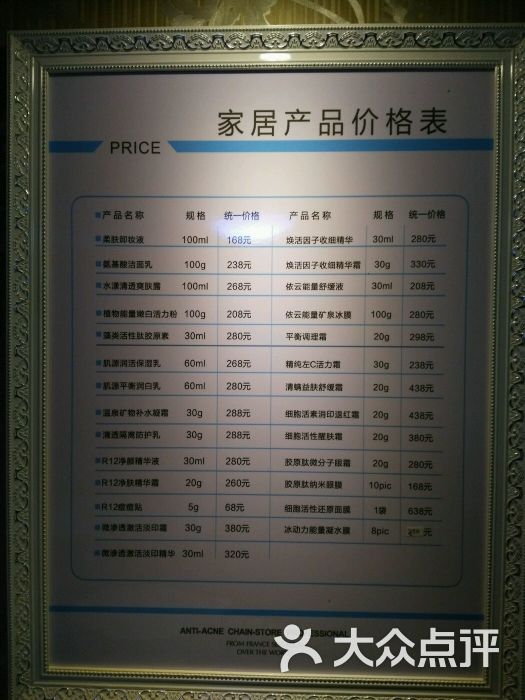 家居产品价格表
PRICE
产品名称 规格 统一价格 产品名称 规格 统一价格
柔肤卸妆液 100ml 168元 焕活因子收细精华 30ml 280元
氨基酸洁面乳 100g 238元 焕活因子收细精华霜 30g 330元
水漾清透爽肤露 100ml 268元 依云能量舒缓液 30ml 208元
植物能量嫩白活力粉 100g 208元 依云能量矿泉冰膜 100g 280元
藻类活性肽胶原素 30ml 280元 平衡调理霜 20g 298元
肌源润活保湿乳 60ml 268元 精纯左C活力霜 30g 238元
肌源平衡润白乳 60ml 280元 清螨益肤舒缓霜 20g 438元
温泉矿物补水凝霜 30g 288元 细胞活素消印退红霜 20g 438元
清透隔离防护乳 30g 288元 细胞活性醒肤霜 20g 380元
R12净颜精华液 30ml 280元 胶原肽微分子眼霜 20g 280元
R12净肤精华霜 20g 260元 胶原肽纳米眼膜 10pic 168元
R12痘痘贴 5g 68元 细胞活性还原面膜 1袋 638元
微渗透激活淡印霜 30g 380元 冰动力能量凝水膜 8pic 元
微渗透激活淡印精华 30ml 320元
ANTI-ACNE CHAIN-STORE
FROM FRANCE
OVER THE
大众点评